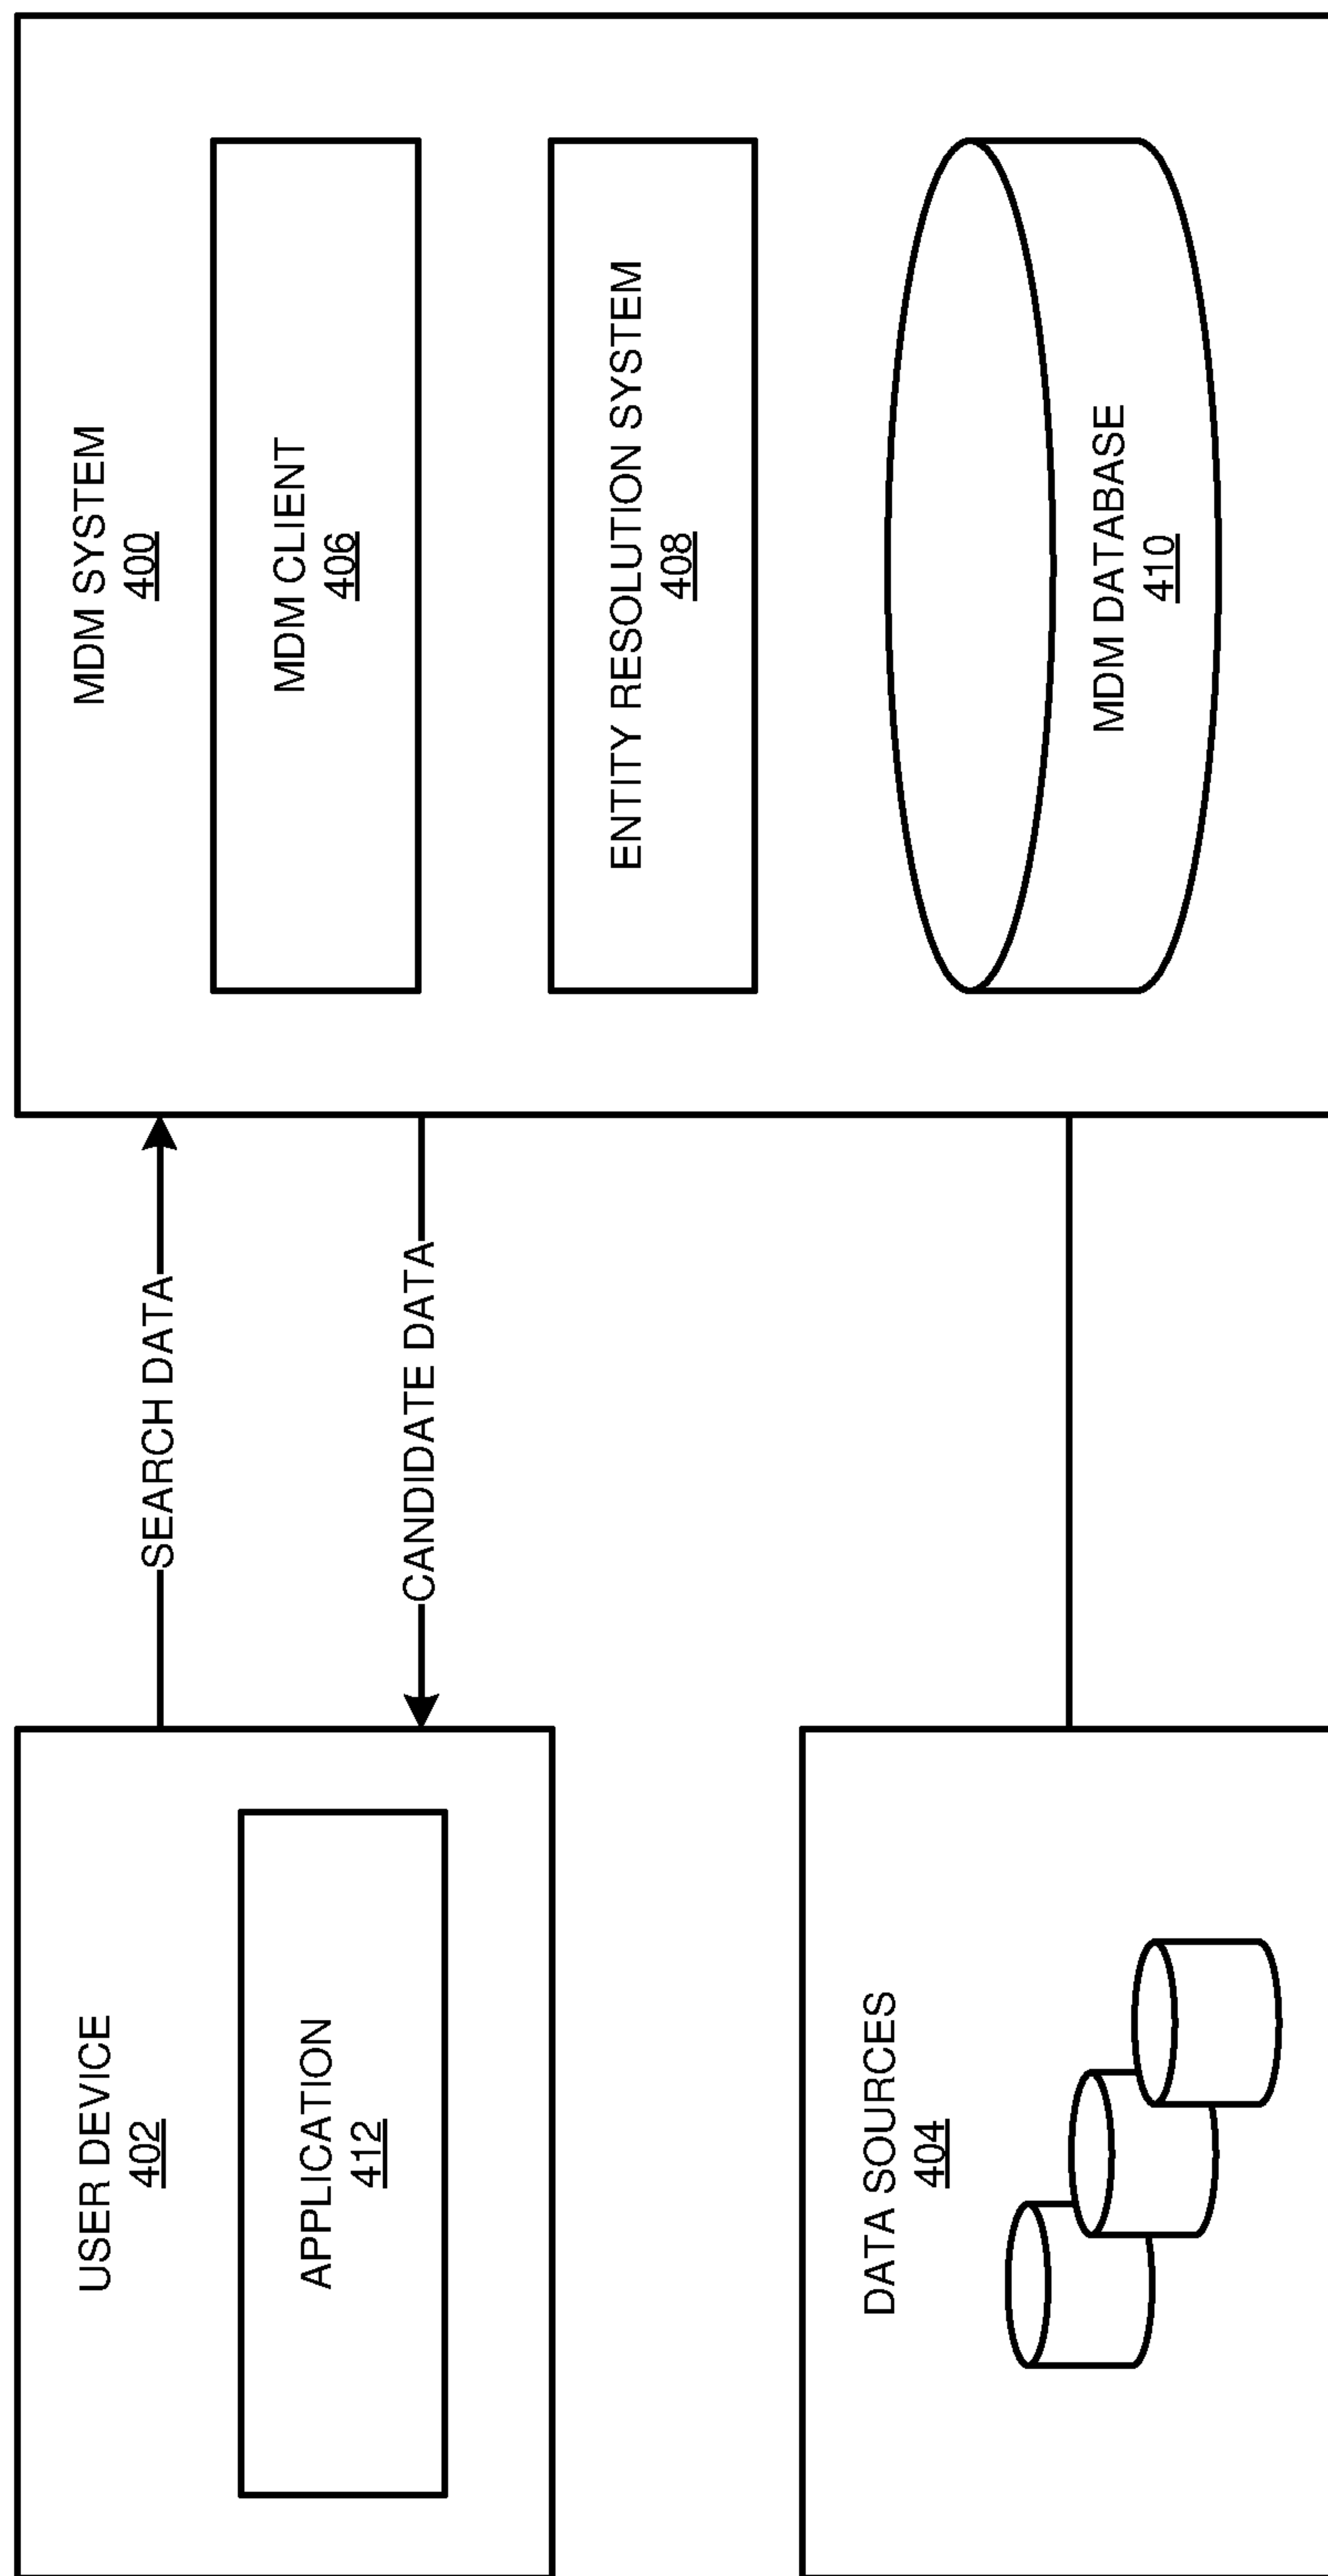 USER DEVICE
402
APPLICATION
412
DATA SOURCES
404
SEARCH DATA
CANDIDATE DATA
MDM SYSTEM
400
MDM CLIENT
406
ENTITY RESOLUTION SYSTEM
408
MDM DATABASE
410